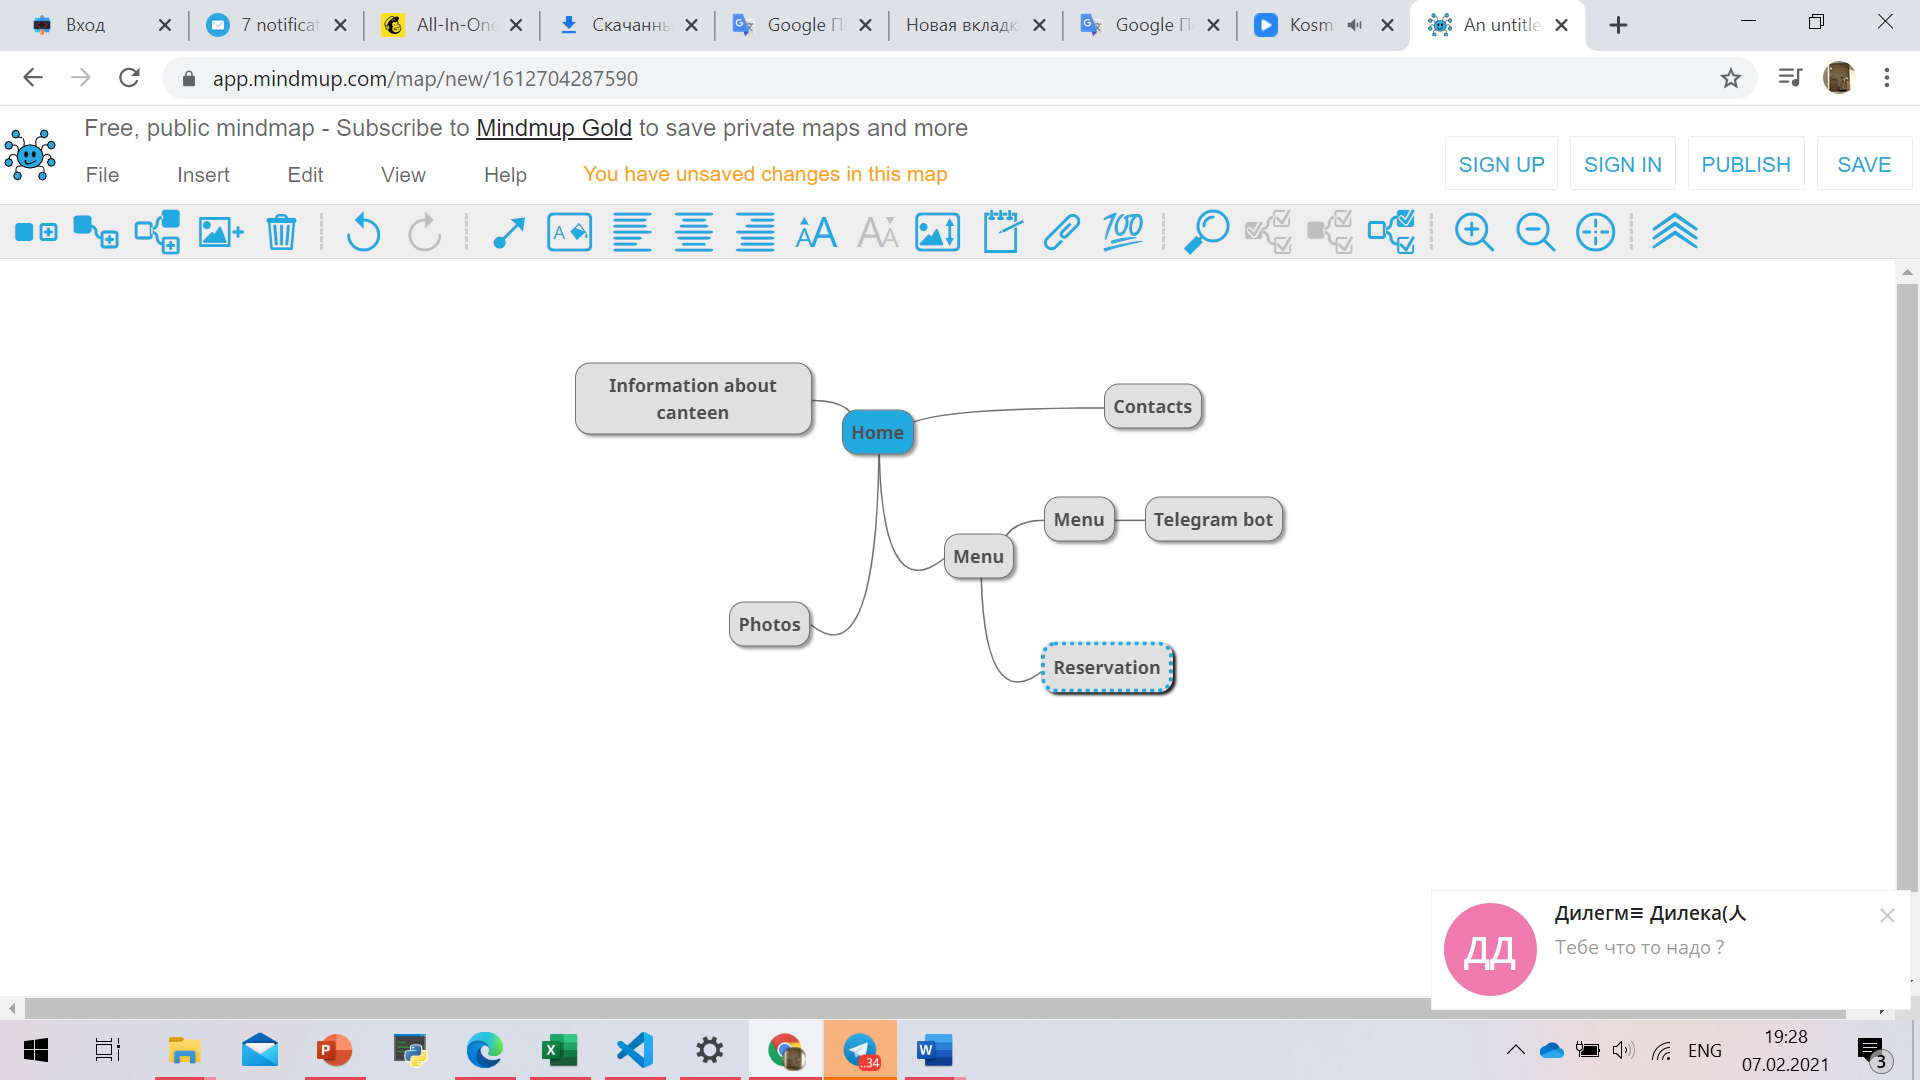 Вход
7 notificat
All-In-One
Скачанны
Google П
Новая вкладка
Google П
Kosm
An untitle
app.mindmup.com/map/new/1612704287590
Free, public mindmap - Subscribe to Mindmup Gold to save private maps and more
File
Insert
Edit
View
Help
You have unsaved changes in this map
SIGN UP
SIGN IN
PUBLISH
SAVE
Information about
canteen
Home
Contacts
Menu
Telegram bot
Menu
Photos
Reservation
ДД
Дилегм≡ Дилека(人
Тебе что то надо ?
..34
ENG
19:28
07.02.2021
3